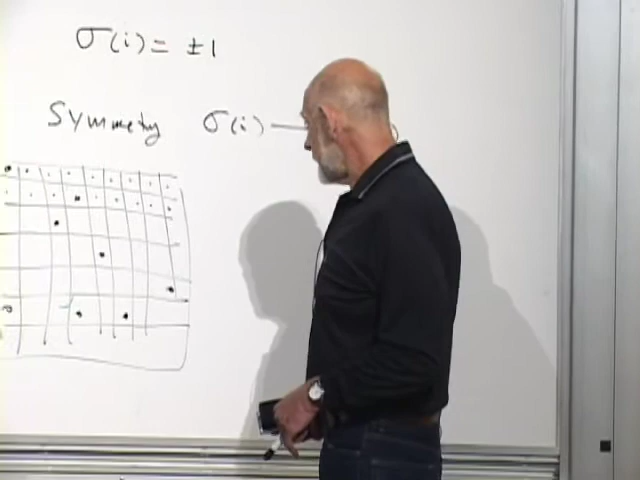 σ(i) = ±1
Symmetry σ(i) —